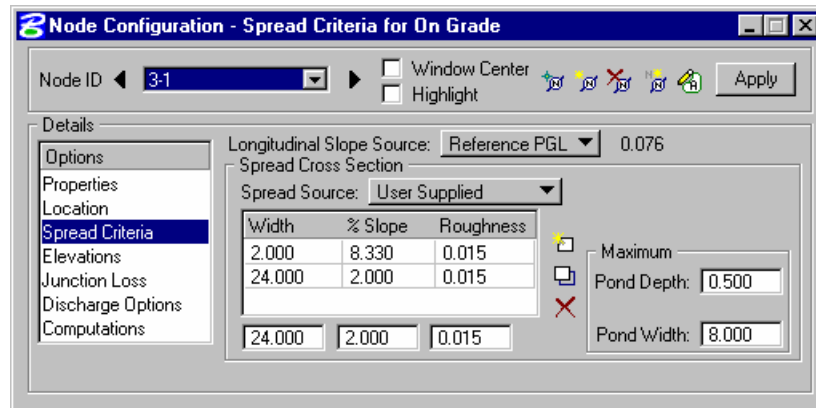 Node Configuration - Spread Criteria for On Grade
Node ID 3-1 Window Center Highlight Apply
Details
Options
Properties
Location
Spread Criteria
Elevations
Junction Loss
Discharge Options
Computations
Longitudinal Slope Source: Reference PGL 0.076
Spread Cross Section
Spread Source: User Supplied
Width % Slope Roughness
2.000 8.330 0.015
24.000 2.000 0.015
24.000 2.000 0.015
Maximum
Pond Depth: 0.500
Pond Width: 8.000